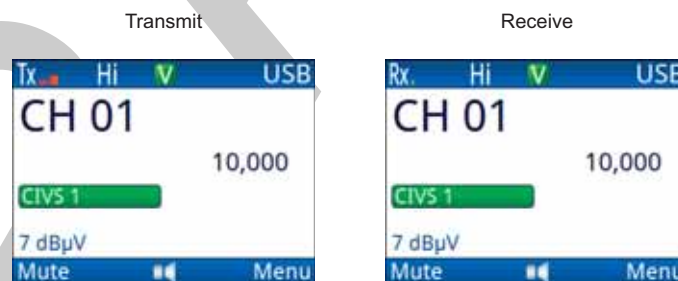 Transmit
Receive
Tx Hi V USB
CH 01
10,000
CIVS 1
7 dBµV
Mute Menu
Rx. Hi V USB
CH 01
10,000
CIVS 1
7 dBµV
Mute Menu